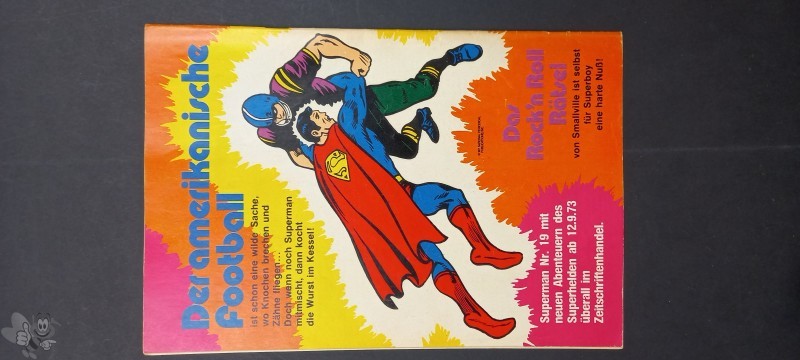 Der amerikanische
Football
ist schon eine wilde Sache,
wo Knochen brechen und
Zähne fliegen...
Doch wenn noch Superman
mitmischt, dann kocht
die Wurst im Kessel!
S
Das
Rock'n Roll
Rätsel
von Smallville ist selbst
für Superboy
eine harte Nuß!
Superman Nr. 19 mit
neuen Abenteuern des
Superhelden ab 12.9.73
überall im
Zeitschriftenhandel.